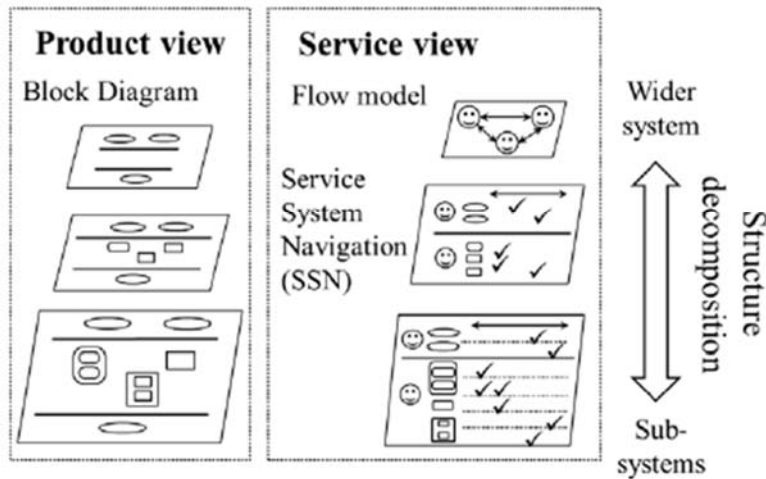 Product view
Block Diagram
Service view
Flow model
Service
System
Navigation
(SSN)
Wider
system
Structure
decomposition
Sub-
systems